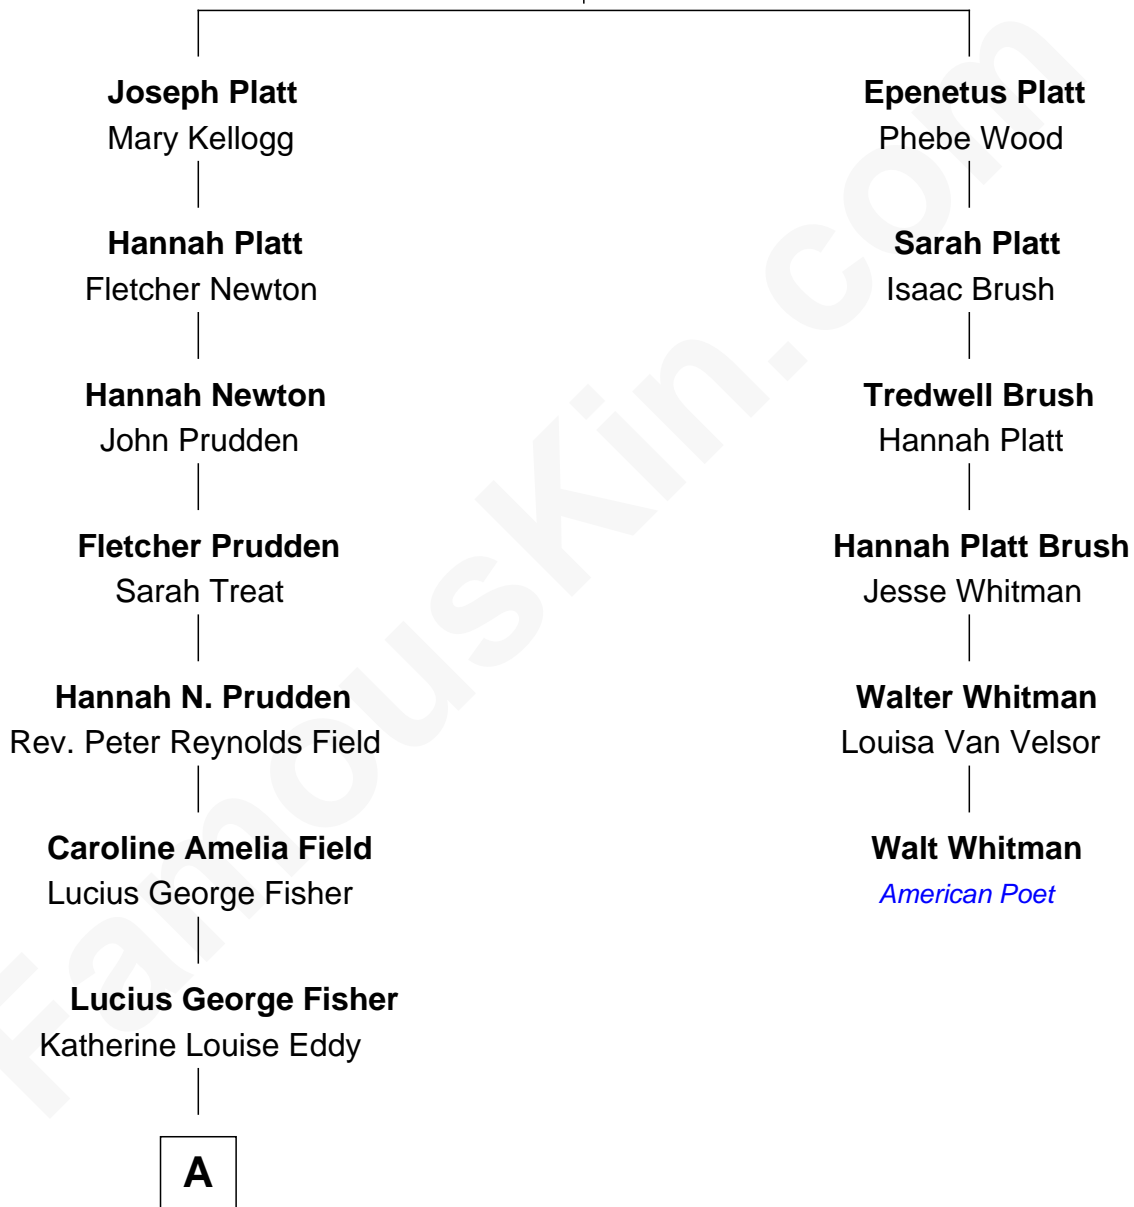 Joseph Platt
Mary Kellogg
Hannah Platt
Fletcher Newton
Hannah Newton
John Prudden
Fletcher Prudden
Sarah Treat
Hannah N. Prudden
Rev. Peter Reynolds Field
Caroline Amelia Field
Lucius George Fisher
Lucius George Fisher
Katherine Louise Eddy
A
Epenetus Platt
Phebe Wood
Sarah Platt
Isaac Brush
Tredwell Brush
Hannah Platt
Hannah Platt Brush
Jesse Whitman
Walter Whitman
Louisa Van Velsor
Walt Whitman
American Poet
FamousKin.com